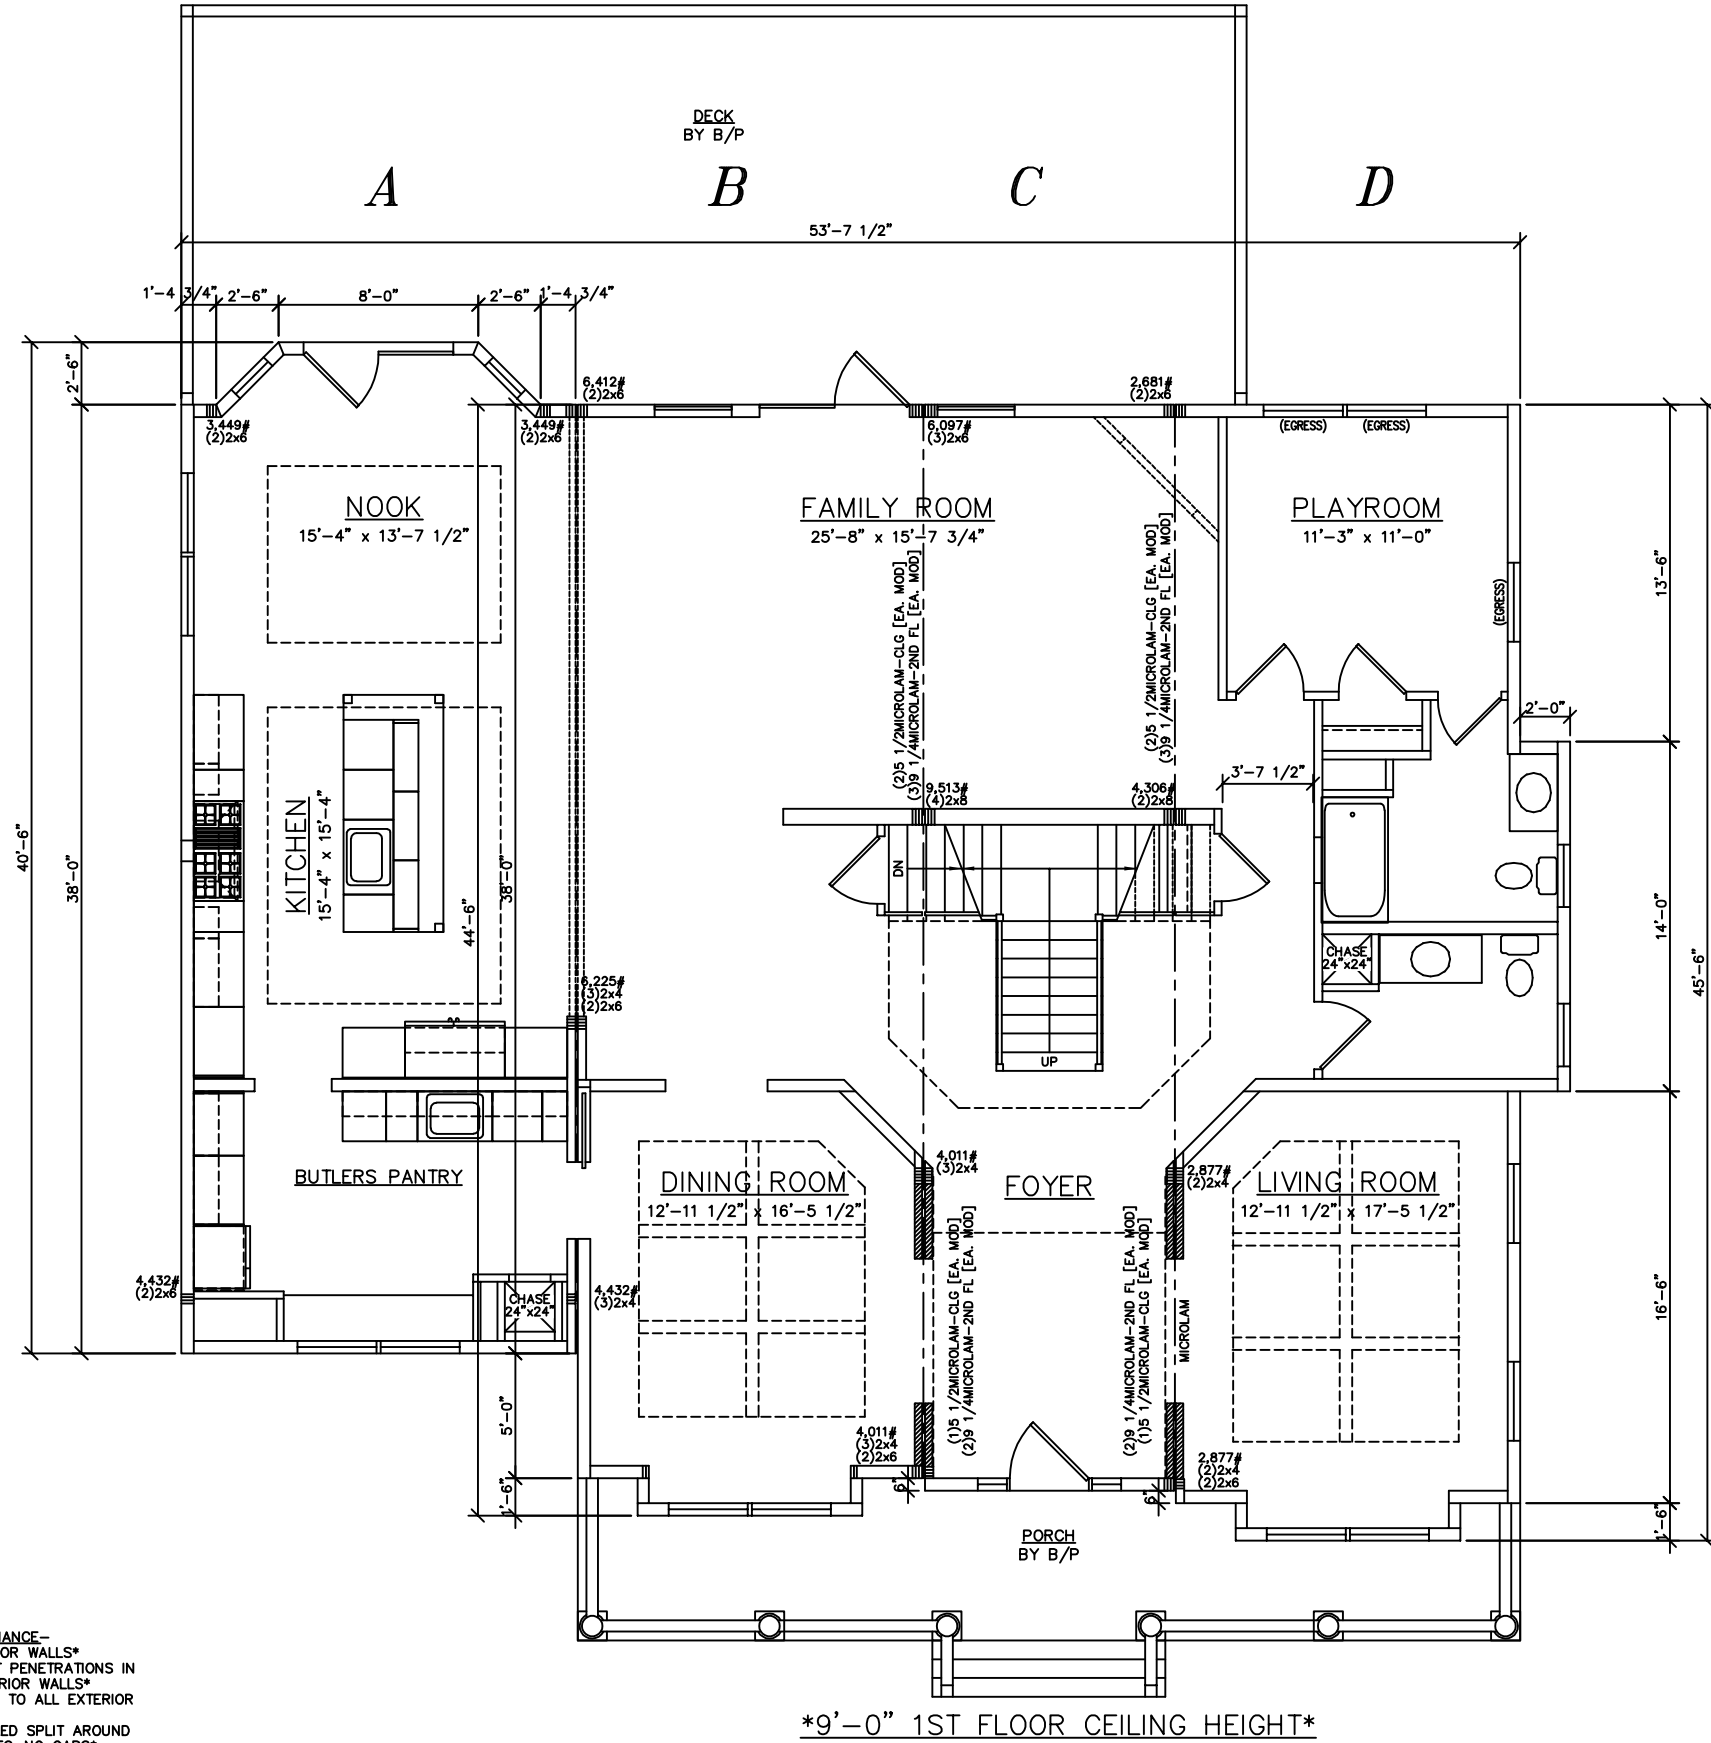 DECK
BY B/P
A
B
C
D
53'-7 1/2"
1'-4 3/4"
2'-6"
8'-0"
2'-6"
1'-4 3/4"
2'-6"
6,412#
(2)2x6
2,681#
(2)2x6
3,449#
(2)2x6
3,449#
(2)2x6
6,097#
(3)2x6
(EGRESS)
(EGRESS)
NOOK
15'-4" x 13'-7 1/2"
FAMILY ROOM
25'-8" x 15'-7 3/4"
PLAYROOM
11'-3" x 11'-0"
(2)5 1/2MICROLAM-CLG [EA. MOD]
(3)9 1/4MICROLAM-2ND FL [EA. MOD]
(2)5 1/2MICROLAM-CLG [EA. MOD]
(3)9 1/4MICROLAM-2ND FL [EA. MOD]
(EGRESS)
13'-6"
2'-0"
3'-7 1/2"
9,513#
(4)2x8
4,306#
(2)2x8
KITCHEN
15'-4" x 15'-4"
40'-6"
38'-0"
44'-6"
38'-0"
DN
UP
14'-0"
45'-6"
CHASE
24"x24"
6,225#
(3)2x4
(2)2x6
BUTLERS PANTRY
DINING ROOM
12'-11 1/2" x 16'-5 1/2"
4,011#
(3)2x4
FOYER
2,877#
(2)2x4
LIVING ROOM
12'-11 1/2" x 17'-5 1/2"
(1)5 1/2MICROLAM-CLG [EA. MOD]
(2)9 1/4MICROLAM-2ND FL [EA. MOD]
(2)9 1/4MICROLAM-2ND FL [EA. MOD]
(1)5 1/2MICROLAM-CLG [EA. MOD]
MICROLAM
16'-6"
4,432#
(2)2x6
CHASE
24"x24"
4,432#
(3)2x4
5'-0"
4,011#
(3)2x4
(2)2x6
2,877#
(2)2x4
(2)2x6
6"
6"
1'-6"
1'-6"
PORCH
BY B/P
IANCE-
OR WALLS*
T PENETRATIONS IN
RIOR WALLS*
TO ALL EXTERIOR
ED SPLIT AROUND
*9'-0" 1ST FLOOR CEILING HEIGHT*